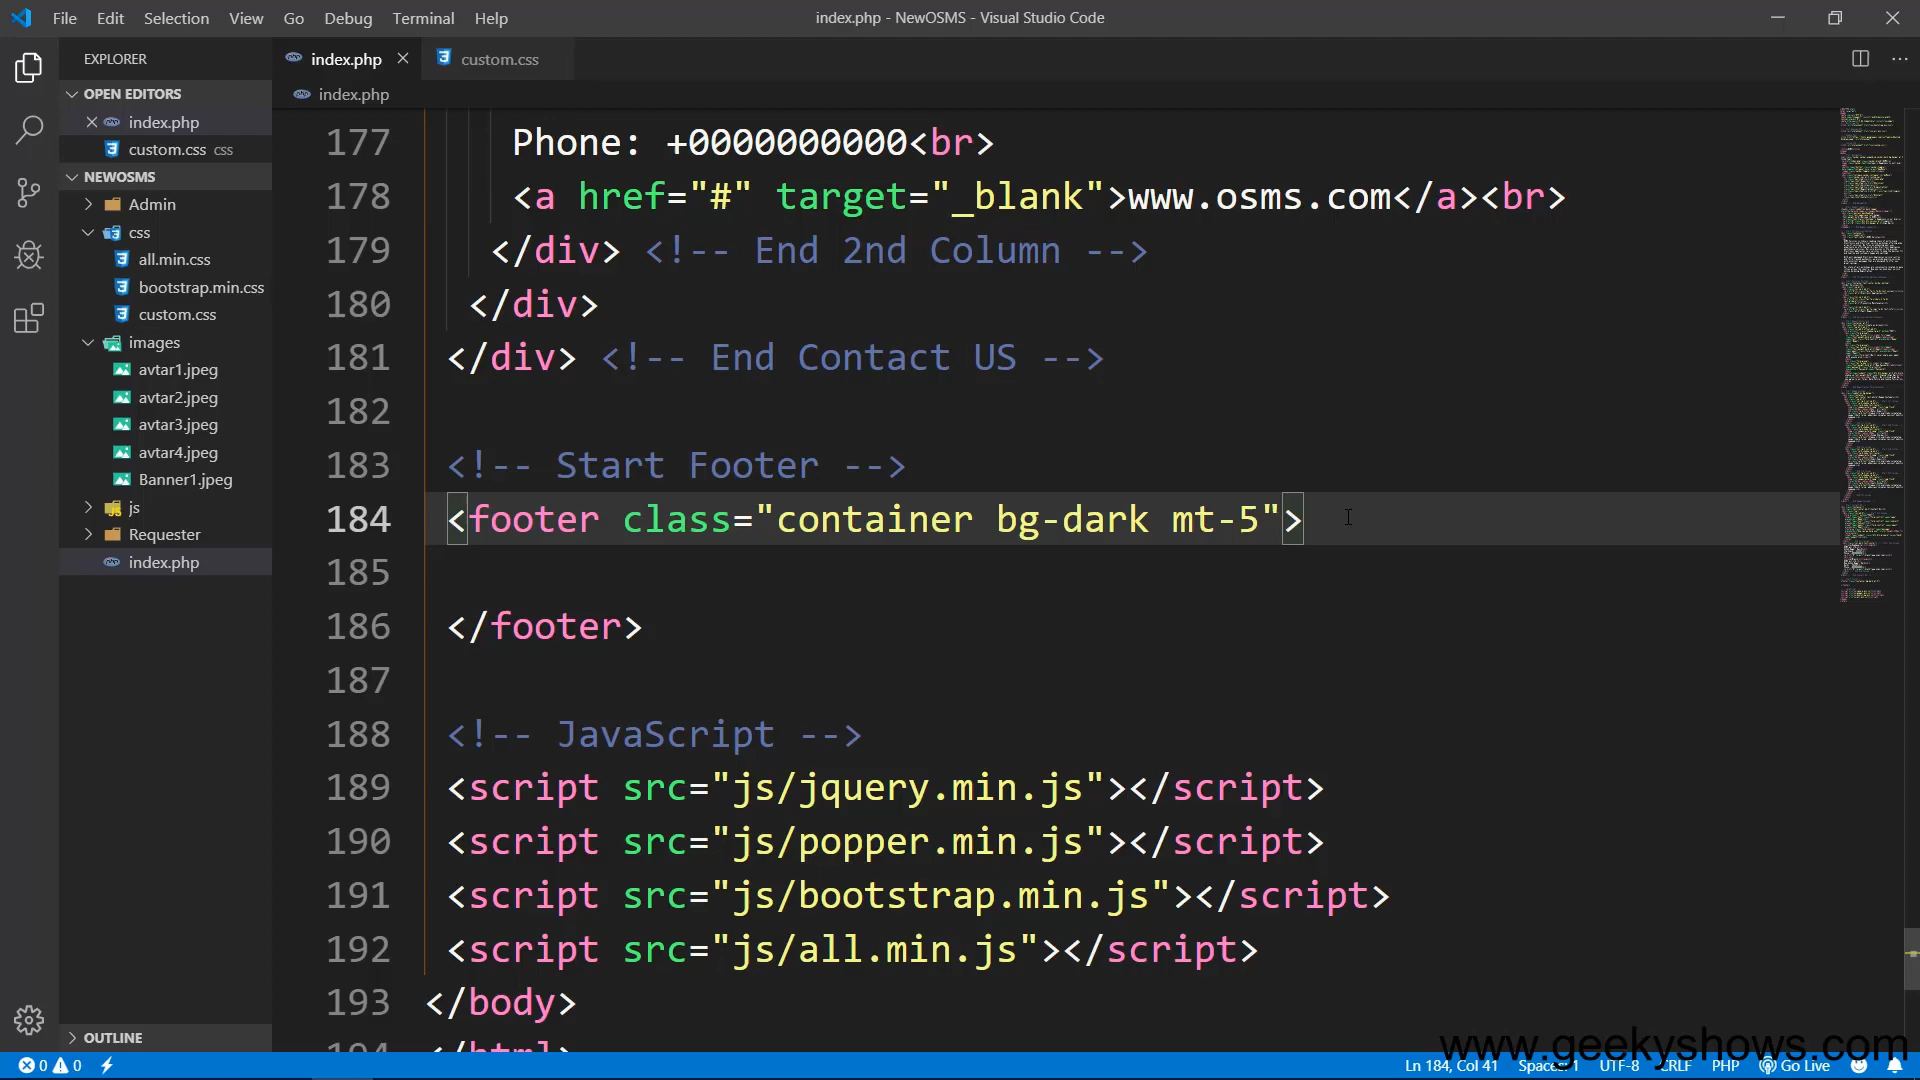 File Edit Selection View Go Debug Terminal Help
index.php - NewOSMS - Visual Studio Code
EXPLORER
OPEN EDITORS
index.php
custom.css css
NEWOSMS
Admin
css
all.min.css
bootstrap.min.css
custom.css
images
avtar1.jpeg
avtar2.jpeg
avtar3.jpeg
avtar4.jpeg
Banner1.jpeg
js
Requester
index.php
OUTLINE
index.php
custom.css
index.php
177 Phone: +0000000000<br>
178 <a href="#" target="_blank">www.osms.com</a><br>
179 </div> <!-- End 2nd Column -->
180 </div>
181 </div> <!-- End Contact US -->
182
183 <!-- Start Footer -->
184 <footer class="container bg-dark mt-5">
185
186 </footer>
187
188 <!-- JavaScript -->
189 <script src="js/jquery.min.js"></script>
190 <script src="js/popper.min.js"></script>
191 <script src="js/bootstrap.min.js"></script>
192 <script src="js/all.min.js"></script>
193 </body>
194 </html>
www.geekyshows.com
0 0
Ln 184, Col 41 Spaces: 1 UTF-8 CRLF PHP Go Live